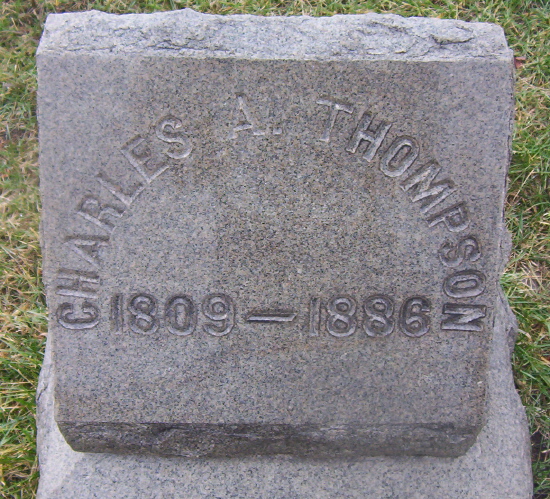 CHARLES A. THOMPSON
1809 — 1886